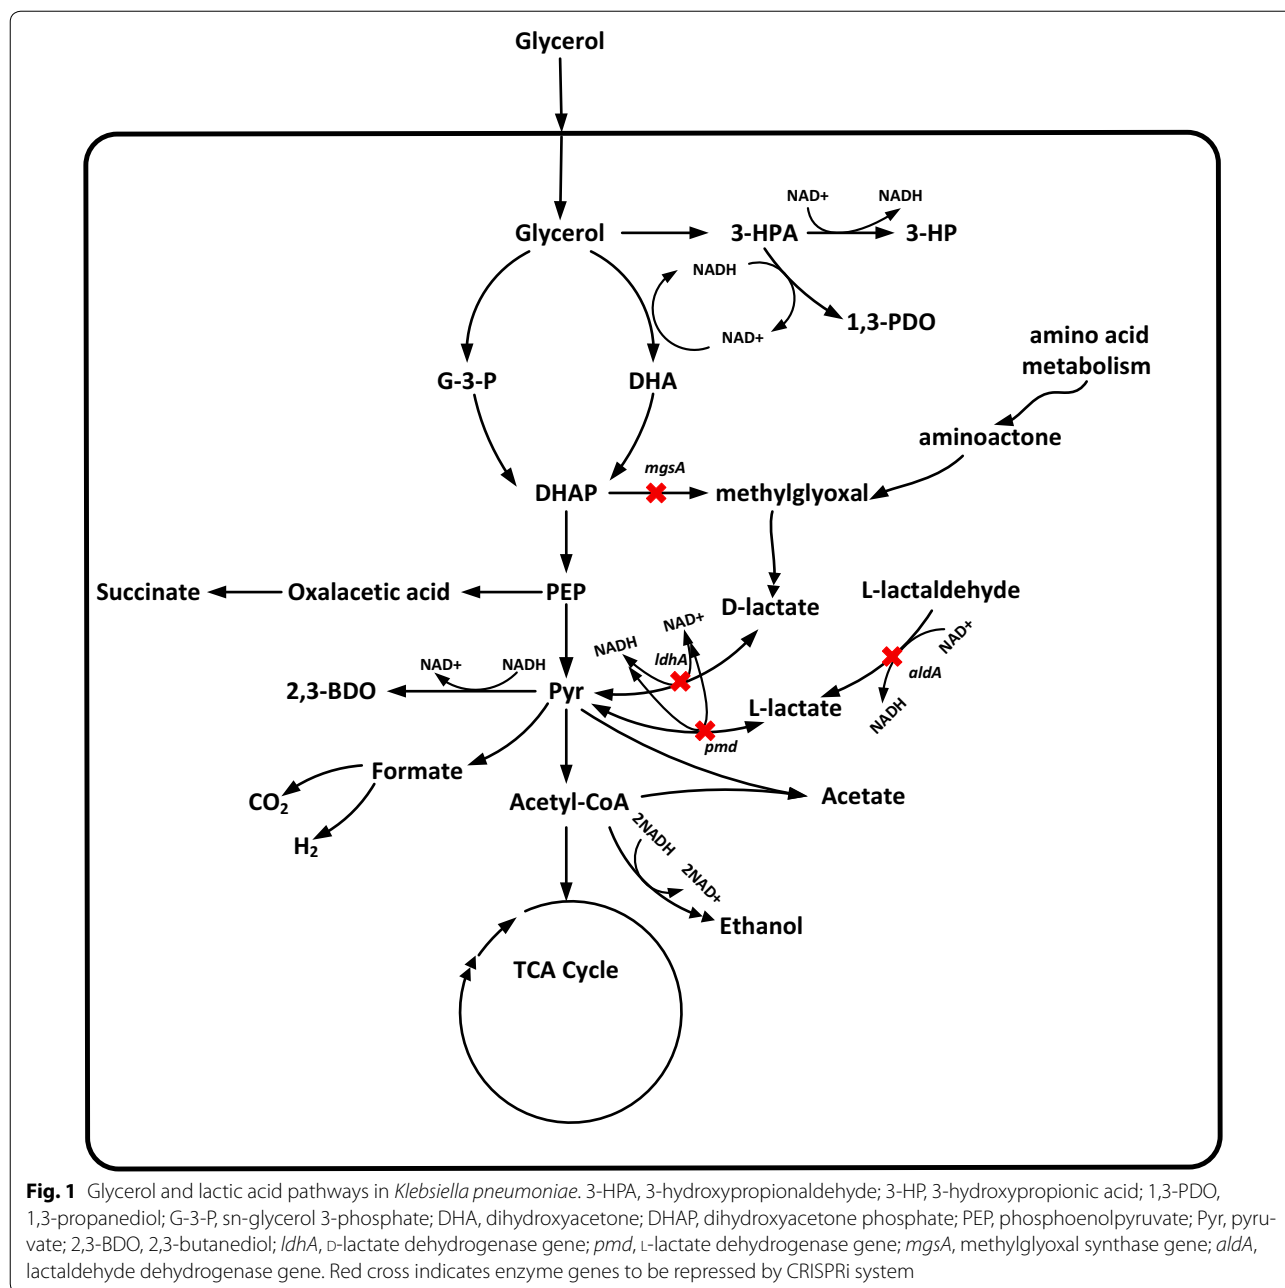 Glycerol
NAD+
NADH
Glycerol
3-HPA
3-HP
NADH
1,3-PDO
NAD+
amino acid
metabolism
G-3-P
DHA
aminoactone
mgsA
DHAP
methylglyoxal
Succinate
Oxalacetic acid
PEP
L-lactaldehyde
D-lactate
NAD+
NADH
NAD+
ldhA
aldA
NAD+
NADH
2,3-BDO
Pyr
L-lactate
NADH
pmd
Formate
CO₂
Acetyl-CoA
Acetate
H₂
2NADH
2NAD+
Ethanol
TCA Cycle
Fig. 1 Glycerol and lactic acid pathways in Klebsiella pneumoniae. 3-HPA, 3-hydroxypropionaldehyde; 3-HP, 3-hydroxypropionic acid; 1,3-PDO,
1,3-propanediol; G-3-P, sn-glycerol 3-phosphate; DHA, dihydroxyacetone; DHAP, dihydroxyacetone phosphate; PEP, phosphoenolpyruvate; Pyr, pyru-
vate; 2,3-BDO, 2,3-butanediol; ldhA, D-lactate dehydrogenase gene; pmd, L-lactate dehydrogenase gene; mgsA, methylglyoxal synthase gene; aldA,
lactaldehyde dehydrogenase gene. Red cross indicates enzyme genes to be repressed by CRISPRi system